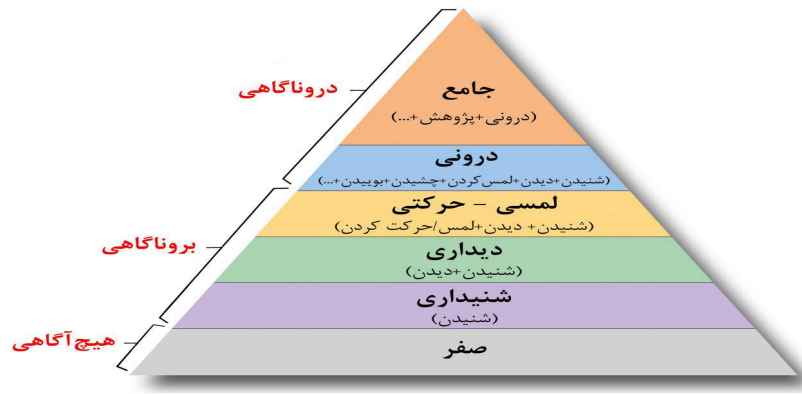 دروناگاهی
جامع
(درونی+پژوهش+...)
درونی
(شنیدن+دیدن+لمس‌کردن+چشیدن+بوییدن+...)
بروناگاهی
لمسی - حرکتی
(شنیدن+ دیدن+لمس/حرکت کردن)
دیداری
(شنیدن+دیدن)
شنیداری
(شنیدن)
هیچ‌آگاهی
صفر